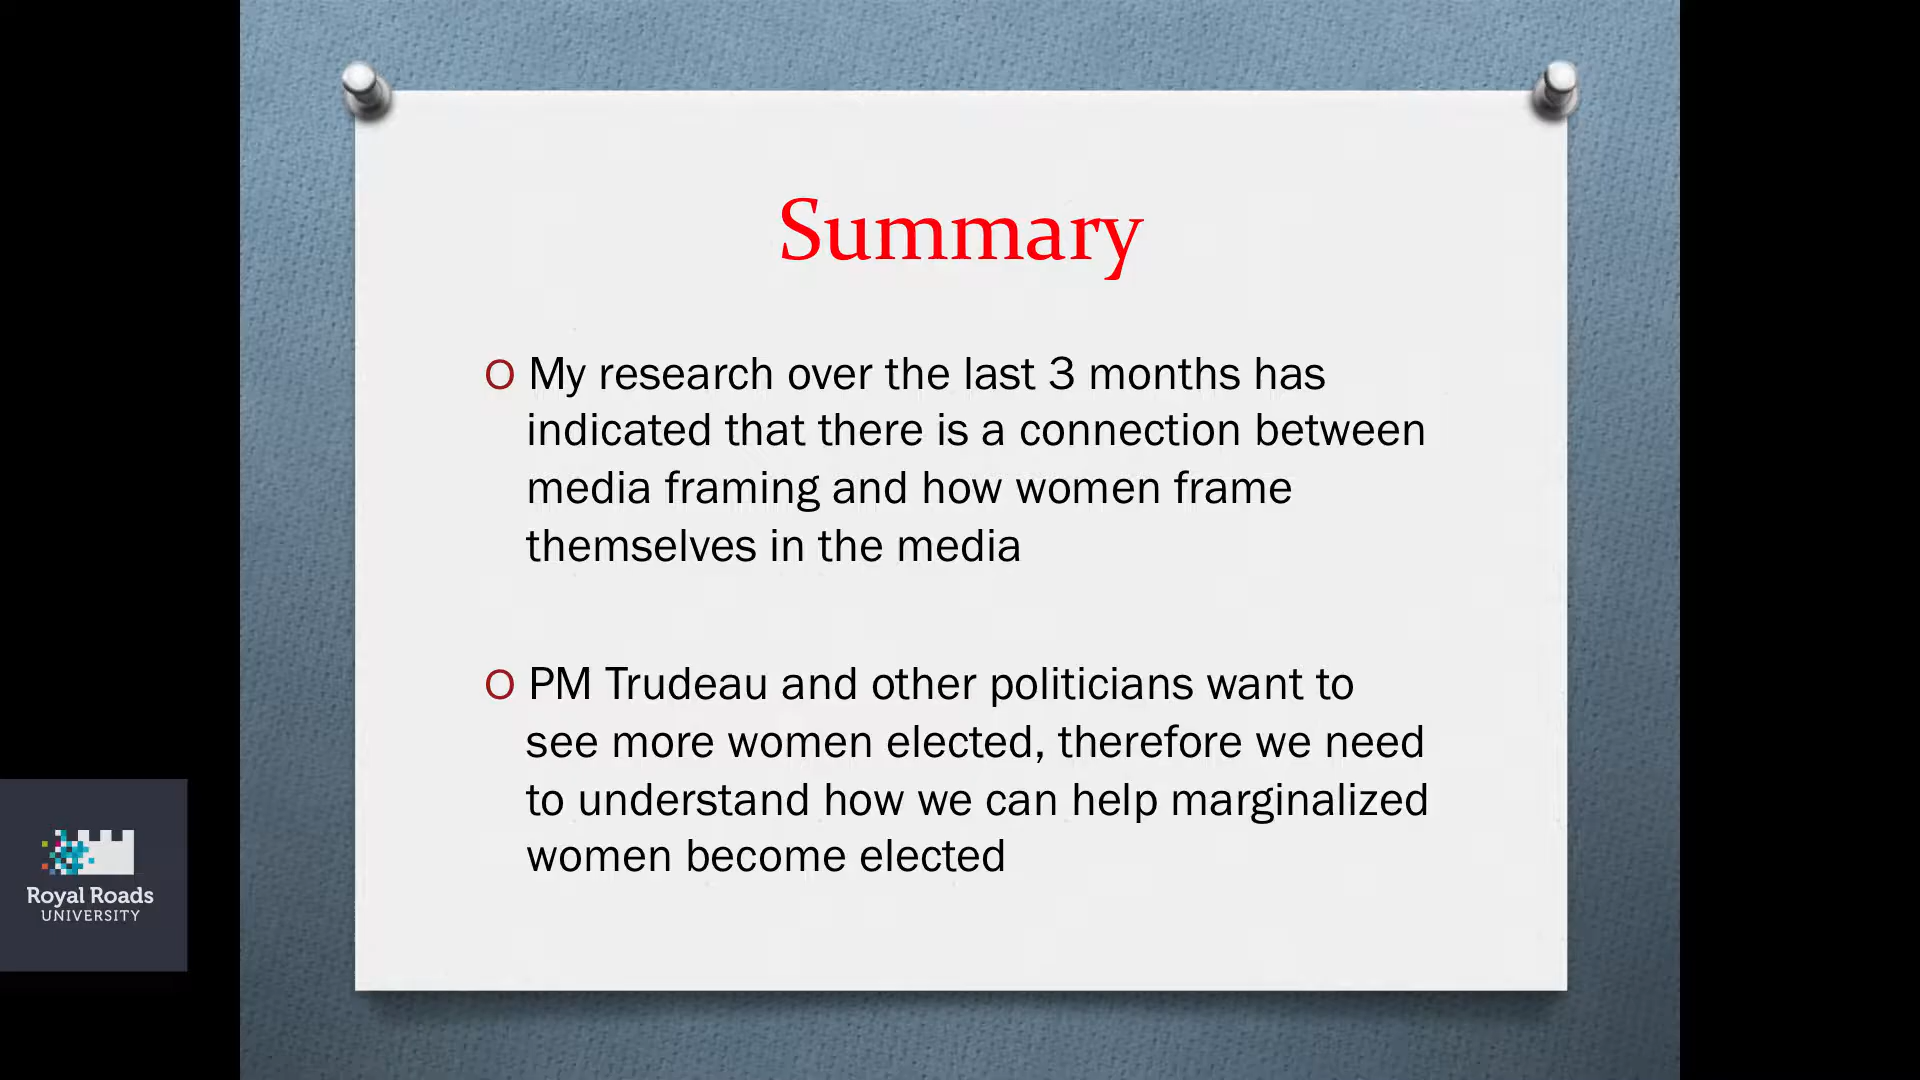 Summary
O My research over the last 3 months has
indicated that there is a connection between
media framing and how women frame
themselves in the media
O PM Trudeau and other politicians want to
see more women elected, therefore we need
to understand how we can help marginalized
women become elected
Royal Roads
UNIVERSITY